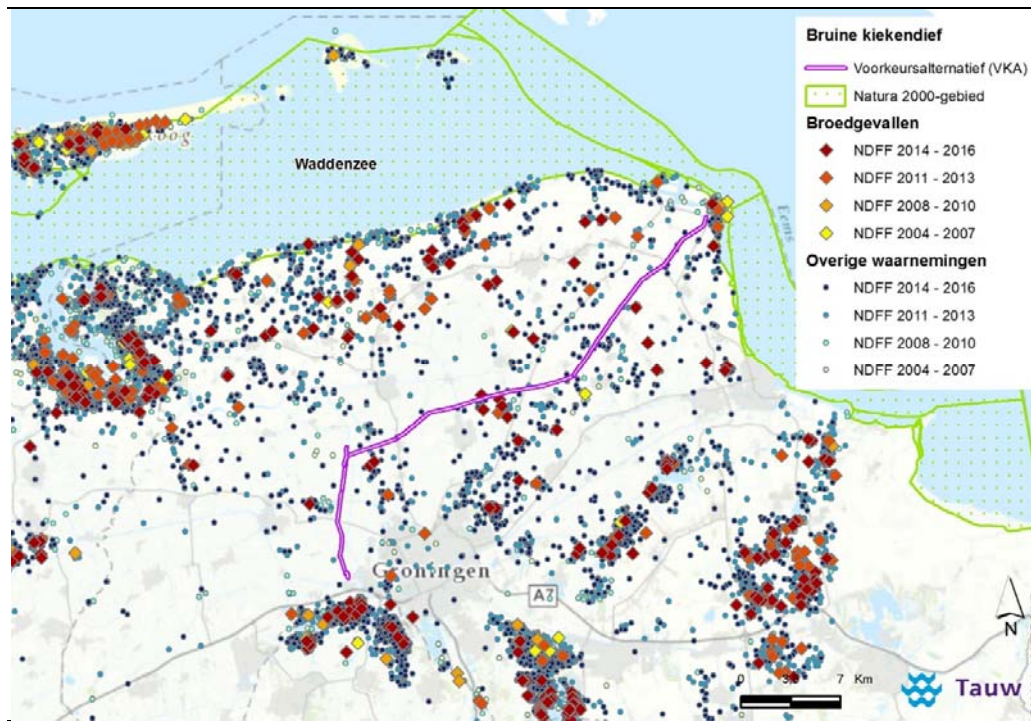 Bruine kiekendief
Voorkeursalternatief (VKA)
Natura 2000-gebied
Broedgevallen
NDFF 2014 - 2016
NDFF 2011 - 2013
NDFF 2008 - 2010
NDFF 2004 - 2007
Overige waarnemingen
NDFF 2014 - 2016
NDFF 2011 - 2013
NDFF 2008 - 2010
NDFF 2004 - 2007
Waddenzee
Eems
Groningen
A7
N
0
7 Km
Tauw